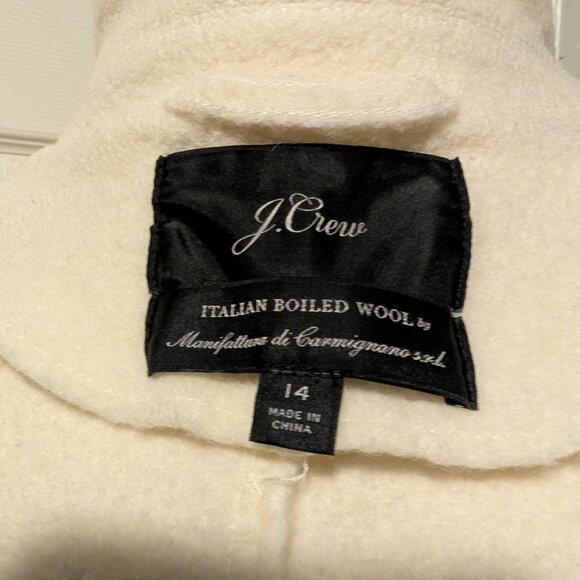 J.Crew
ITALIAN BOILED WOOL by
Manifattura di Carmignano s.r.l.
14
MADE IN
CHINA